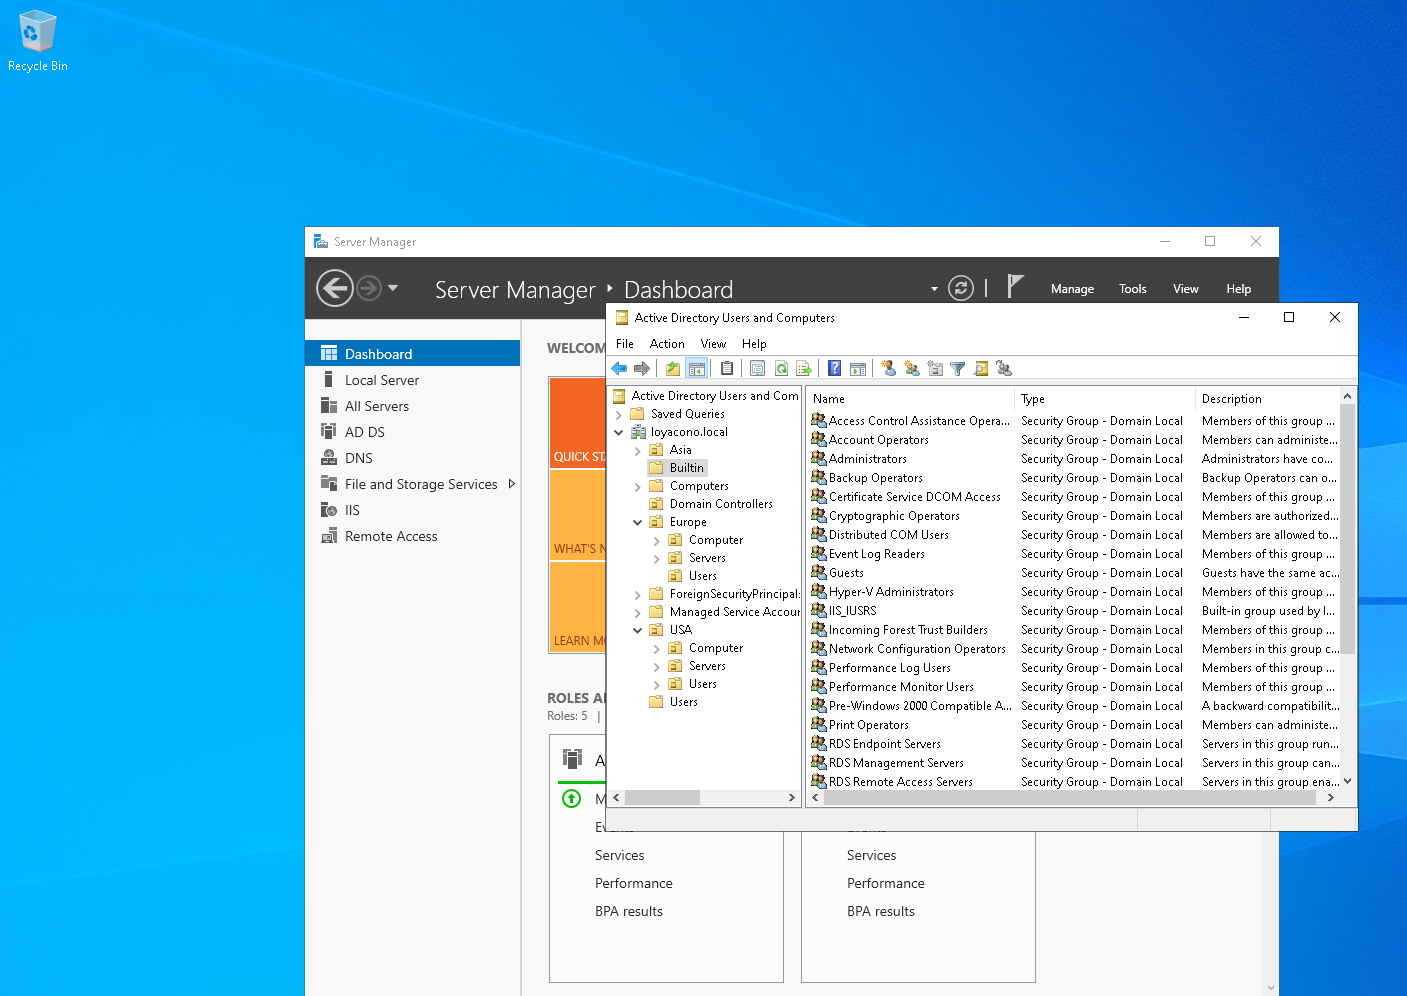 Recycle Bin
Server Manager
Server Manager Dashboard
Manage Tools View Help
Dashboard
Local Server
All Servers
AD DS
DNS
File and Storage Services
IIS
Remote Access
WELCOM
QUICK ST
WHAT'S N
LEARN MO
ROLES A
Roles: 5 |
A
M
Events
Services
Performance
BPA results
Events
Services
Performance
BPA results
Active Directory Users and Computers
File Action View Help
Active Directory Users and Com
Saved Queries
loyacono.local
Asia
Builtin
Computers
Domain Controllers
Europe
Computer
Servers
Users
ForeignSecurityPrincipal
Managed Service Accour
USA
Computer
Servers
Users
Users
Name Type Description
Access Control Assistance Opera... Security Group - Domain Local Members of this group ...
Account Operators Security Group - Domain Local Members can administe...
Administrators Security Group - Domain Local Administrators have co...
Backup Operators Security Group - Domain Local Backup Operators can o...
Certificate Service DCOM Access Security Group - Domain Local Members of this group ...
Cryptographic Operators Security Group - Domain Local Members are authorized...
Distributed COM Users Security Group - Domain Local Members are allowed to...
Event Log Readers Security Group - Domain Local Members of this group ...
Guests Security Group - Domain Local Guests have the same ac...
Hyper-V Administrators Security Group - Domain Local Members of this group ...
IIS_IUSRS Security Group - Domain Local Built-in group used by I...
Incoming Forest Trust Builders Security Group - Domain Local Members of this group ...
Network Configuration Operators Security Group - Domain Local Members in this group c...
Performance Log Users Security Group - Domain Local Members of this group ...
Performance Monitor Users Security Group - Domain Local Members of this group ...
Pre-Windows 2000 Compatible A... Security Group - Domain Local A backward compatibilit...
Print Operators Security Group - Domain Local Members can administe...
RDS Endpoint Servers Security Group - Domain Local Servers in this group run...
RDS Management Servers Security Group - Domain Local Servers in this group can...
RDS Remote Access Servers Security Group - Domain Local Servers in this group ena...